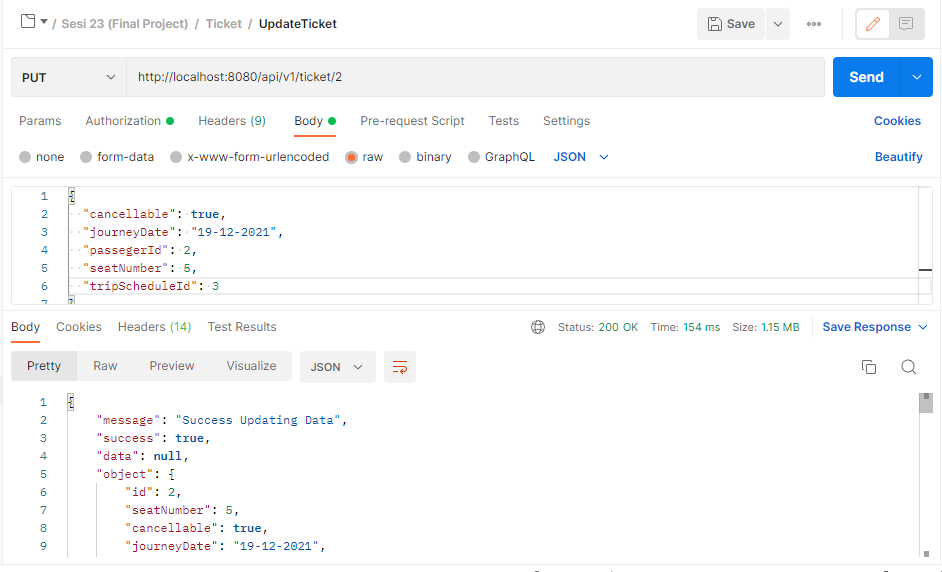 / Sesi 23 (Final Project) / Ticket / UpdateTicket
Save
PUT
http://localhost:8080/api/v1/ticket/2
Send
Params Authorization Headers (9) Body Pre-request Script Tests Settings Cookies
none form-data x-www-form-urlencoded raw binary GraphQL JSON Beautify
1 {
2 "cancellable": true,
3 "journeyDate": "19-12-2021",
4 "passegerId": 2,
5 "seatNumber": 5,
6 "tripScheduleId": 3
7 }
Body Cookies Headers (14) Test Results Status: 200 OK Time: 154 ms Size: 1.15 MB Save Response
Pretty Raw Preview Visualize JSON
1 {
2 "message": "Success Updating Data",
3 "success": true,
4 "data": null,
5 "object": {
6 "id": 2,
7 "seatNumber": 5,
8 "cancellable": true,
9 "journeyDate": "19-12-2021",